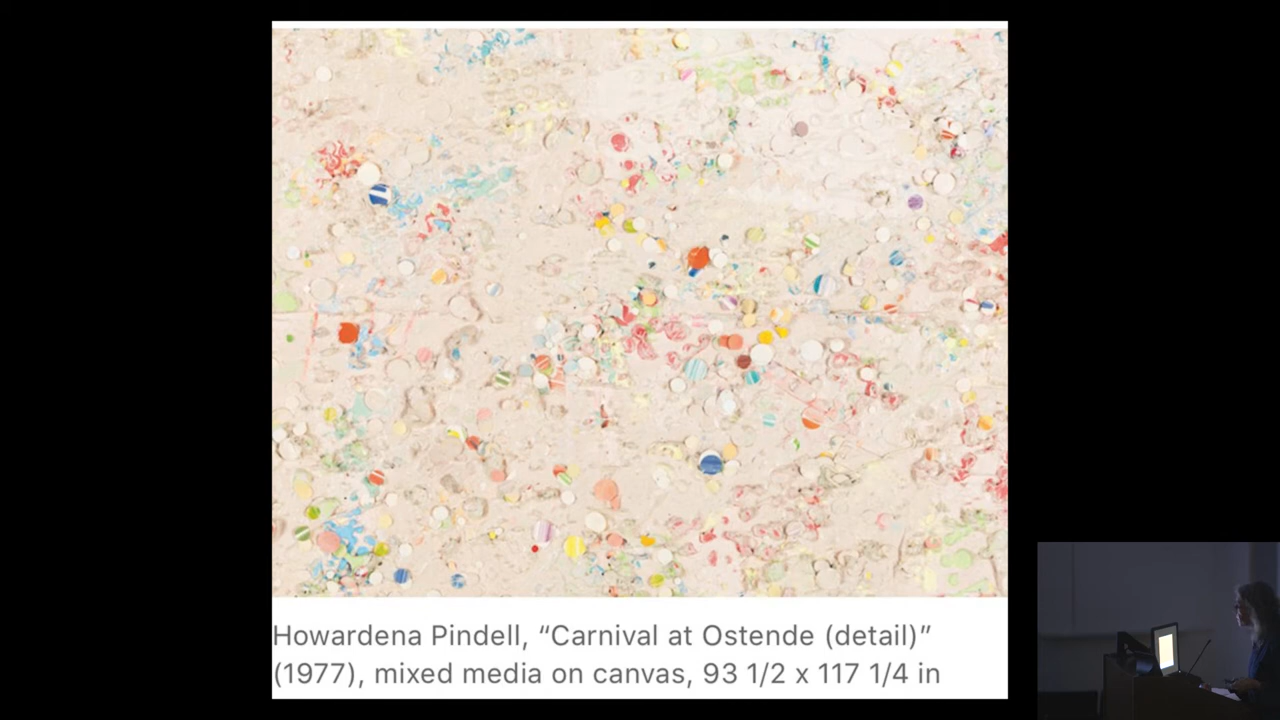 Howardena Pindell, “Carnival at Ostende (detail)”
(1977), mixed media on canvas, 93 1/2 x 117 1/4 in